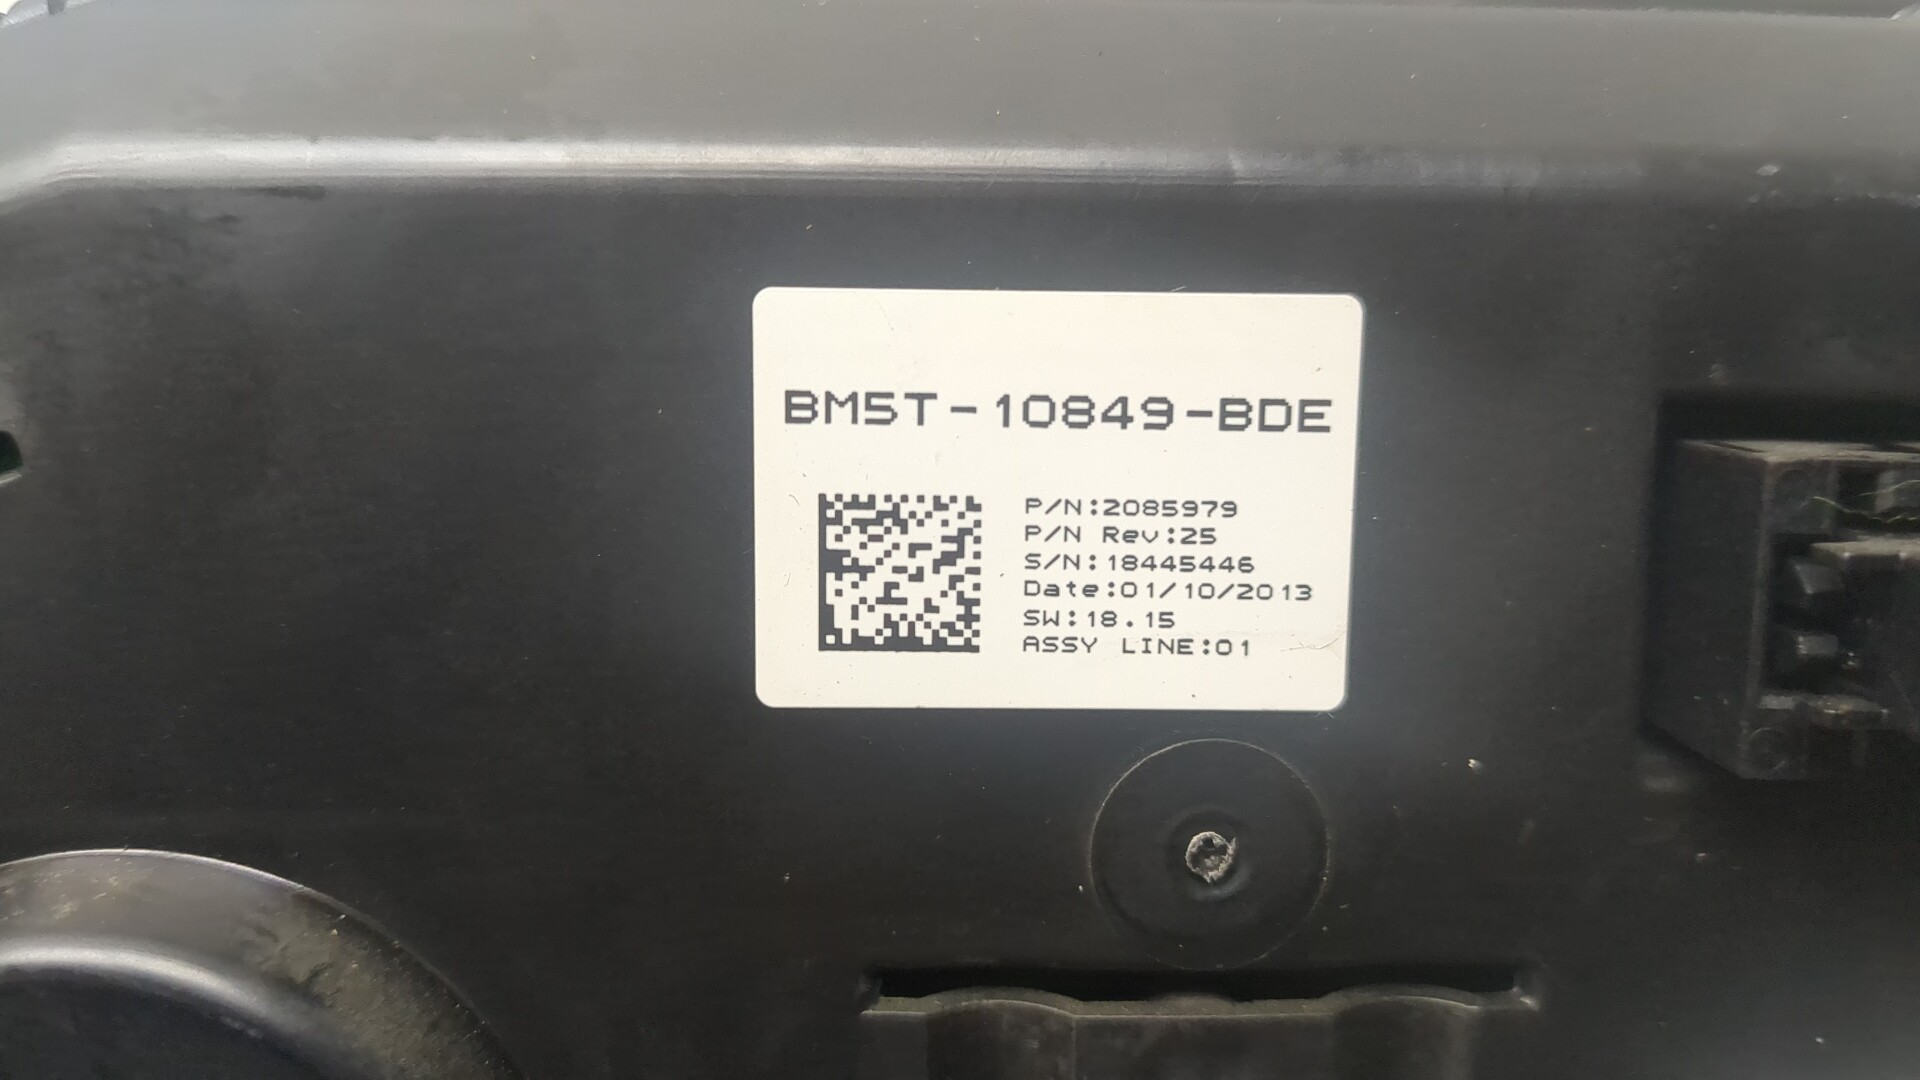 BM5T-10849-BDE
P/N:2085979
P/N Rev:25
S/N:18445446
Date:01/10/2013
SW:18.15
ASSY LINE:01